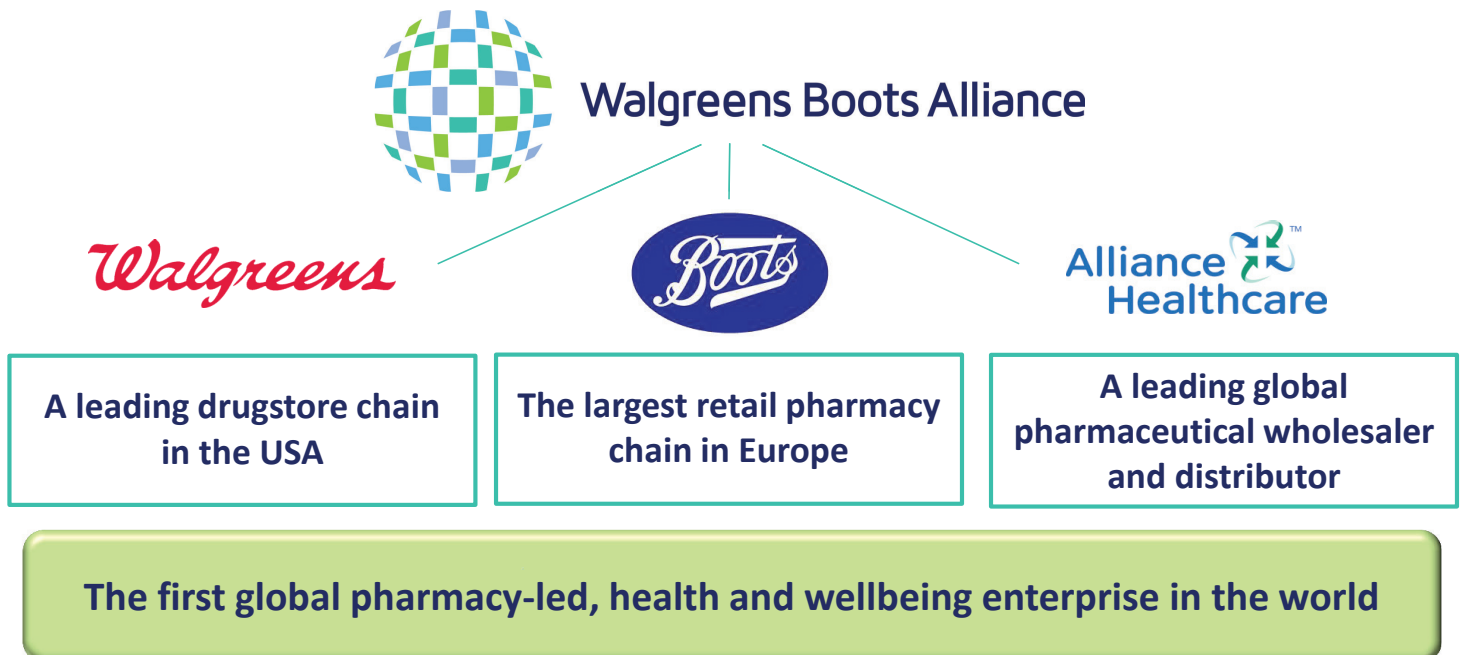 Walgreens Boots Alliance
Walgreens
Boots
Alliance
Healthcare
TM
A leading drugstore chain
in the USA
The largest retail pharmacy
chain in Europe
A leading global
pharmaceutical wholesaler
and distributor
The first global pharmacy-led, health and wellbeing enterprise in the world